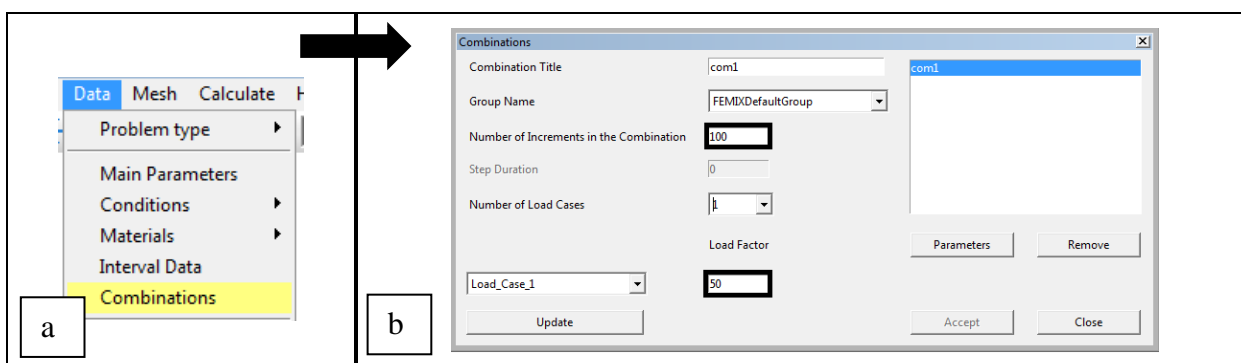 Data Mesh Calculate H
Problem type
Main Parameters
Conditions
Materials
Interval Data
Combinations
a
Combinations
Combination Title com1
com1
Group Name FEMIXDefaultGroup
Number of Increments in the Combination 100
Step Duration 0
Number of Load Cases 1
Load Factor Parameters Remove
Load_Case_1 50
Update Accept Close
b